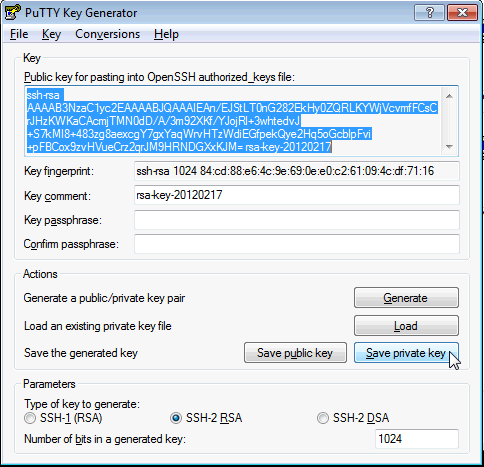 PuTTY Key Generator
File Key Conversions Help
Key
Public key for pasting into OpenSSH authorized_keys file:
ssh-rsa
AAAAB3NzaC1yc2EAAAABJQAAAIEAn/EJStLT0nG282EkHy0ZQRLKYWjVcvmfFCsC
rJHzKWKaCAcmjTMN0dD/A/3m92XKf/YJojRI+3whtedvJ
+S7kMI8+483zg8aexcgY7gxYaqWrvHTzWdiEGfpekQye2Hq5oGcblpFvi
+pFBCox9zvHVueCrz2qrJM9HRNDGXxKJM= rsa-key-20120217
Key fingerprint: ssh-rsa 1024 84:cd:88:e6:4c:9e:69:0e:e0:c2:61:09:4c:df:71:16
Key comment: rsa-key-20120217
Key passphrase:
Confirm passphrase:
Actions
Generate a public/private key pair Generate
Load an existing private key file Load
Save the generated key Save public key Save private key
Parameters
Type of key to generate:
SSH-1 (RSA) SSH-2 RSA SSH-2 DSA
Number of bits in a generated key: 1024